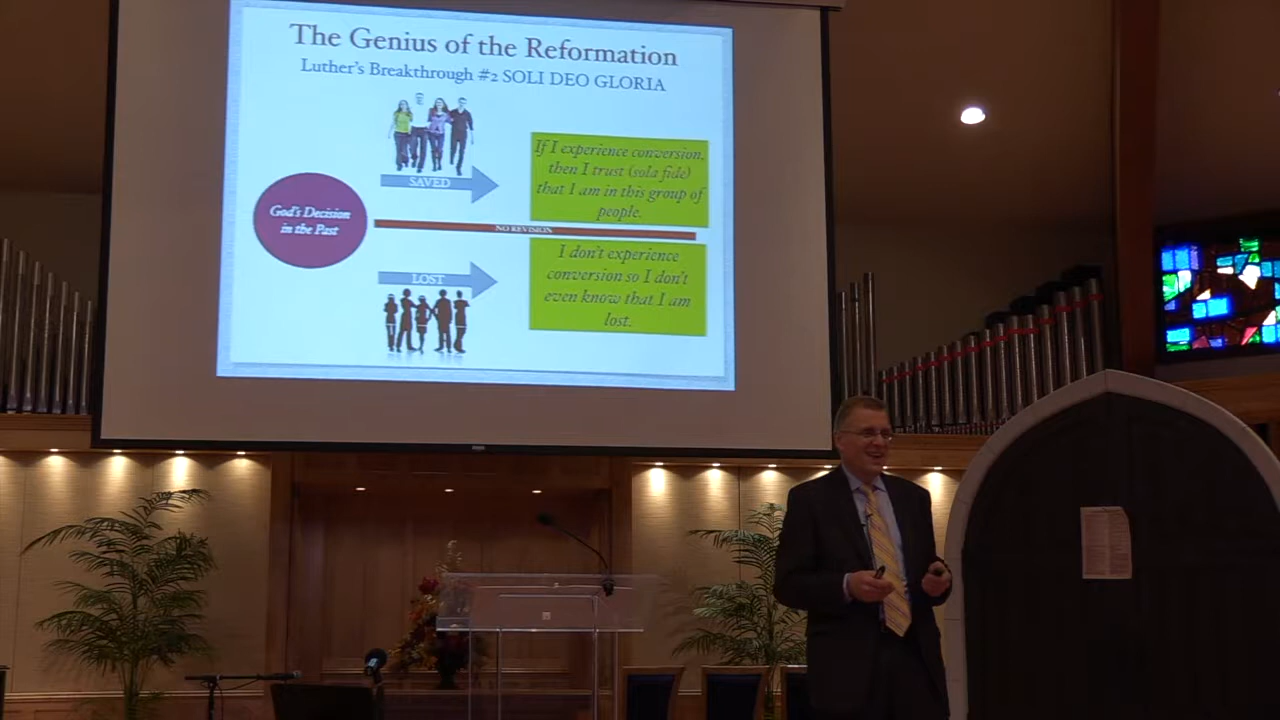 The Genius of the Reformation
Luther's Breakthrough #2 SOLI DEO GLORIA
SAVED
If I experience conversion,
then I trust (sola fide)
that I am in this group of
people.
God's Decision
in the Past
NO REVISION
LOST
I don't experience
conversion so I don't
even know that I am
lost.